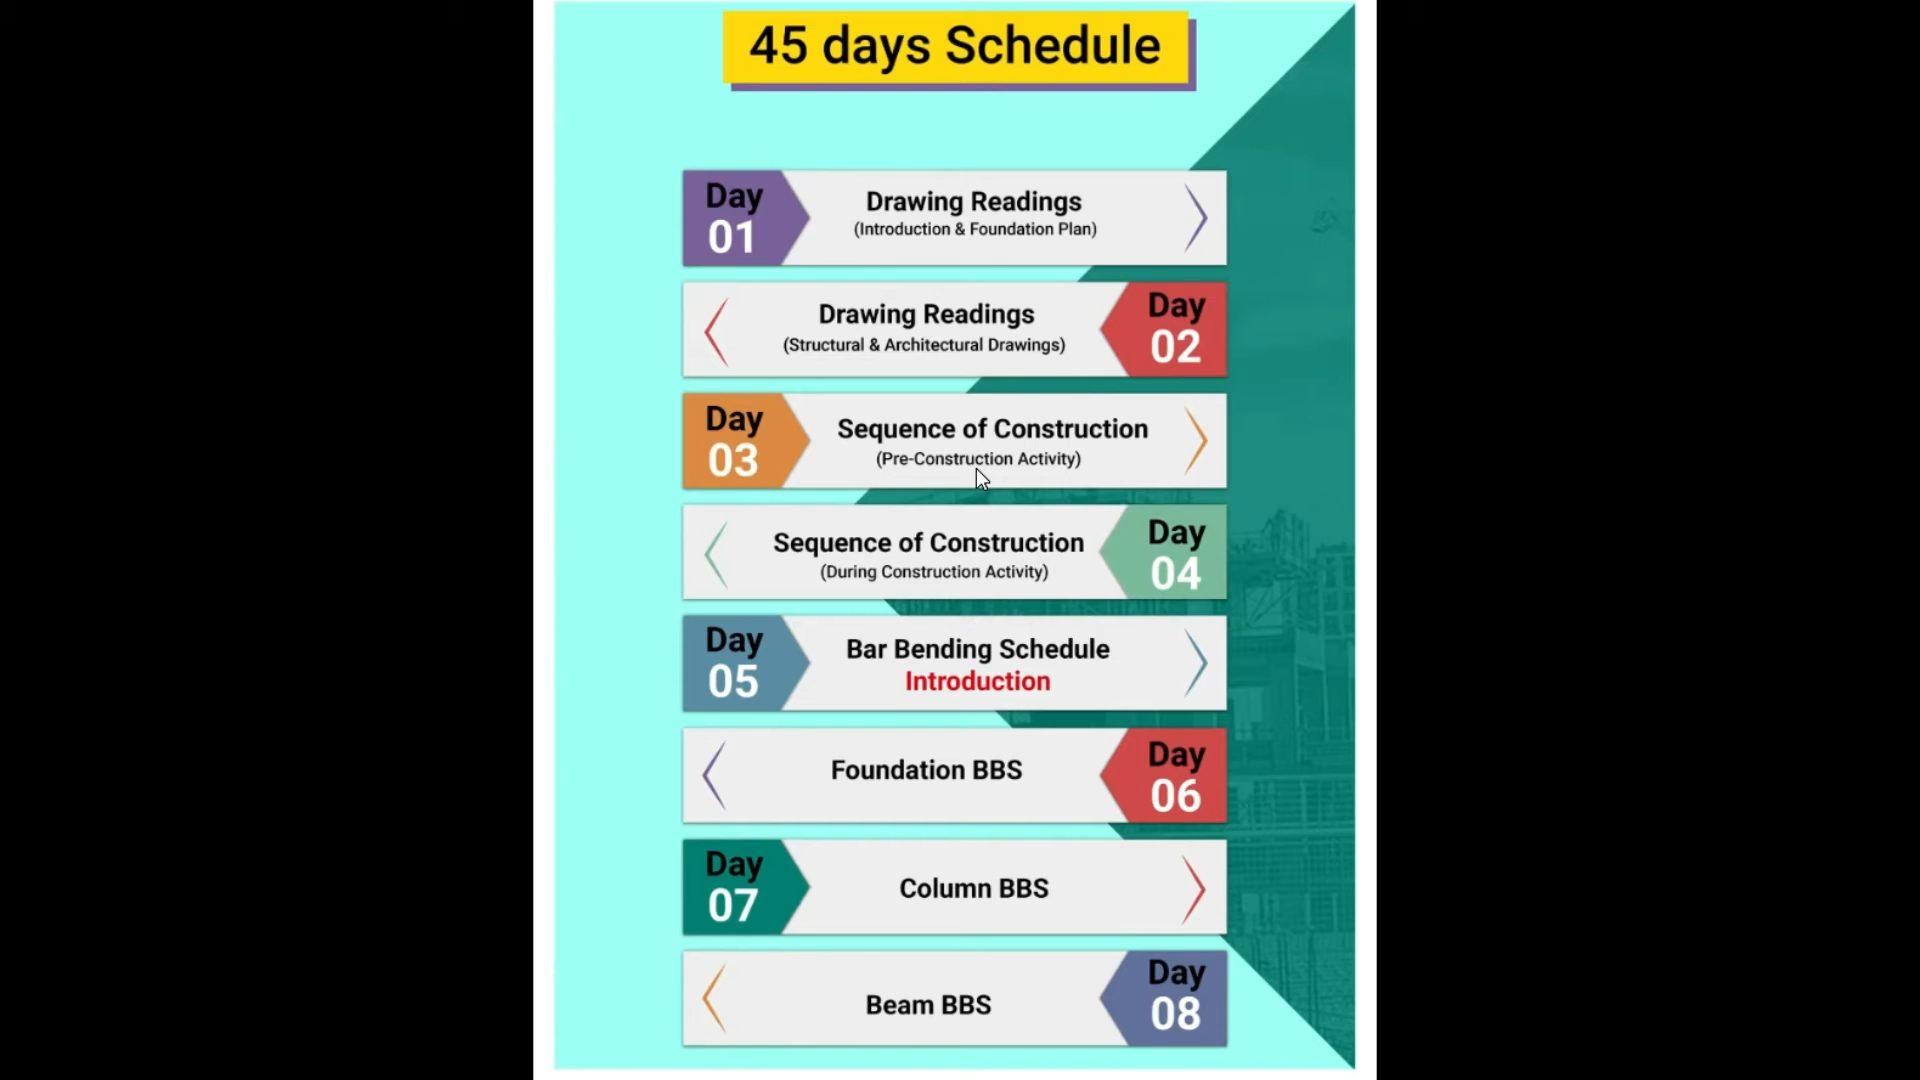 45 days Schedule
Day
01
Drawing Readings
(Introduction & Foundation Plan)
Drawing Readings
(Structural & Architectural Drawings)
Day
02
Day
03
Sequence of Construction
(Pre-Construction Activity)
Sequence of Construction
(During Construction Activity)
Day
04
Day
05
Bar Bending Schedule
Introduction
Foundation BBS
Day
06
Day
07
Column BBS
Beam BBS
Day
08